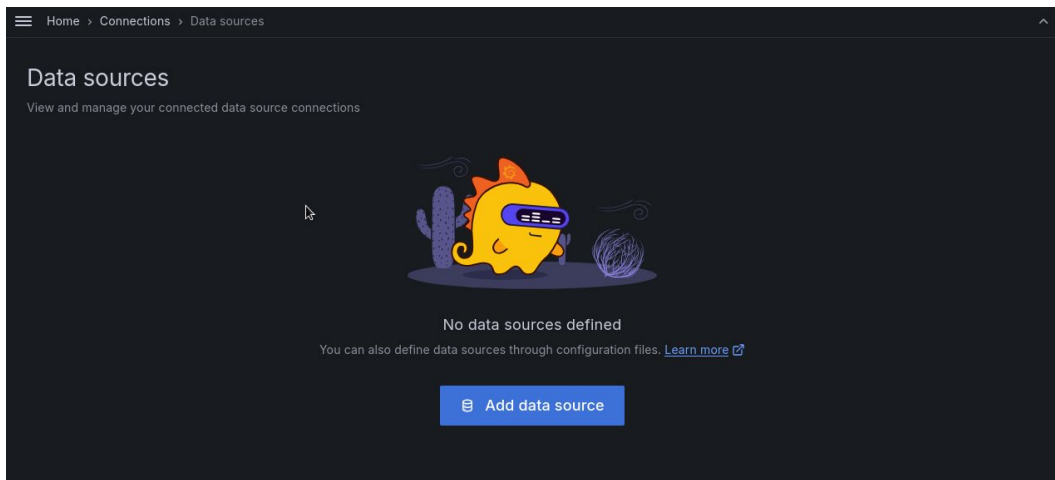 Home › Connections › Data sources
Data sources
View and manage your connected data source connections
No data sources defined
You can also define data sources through configuration files. Learn more
Add data source